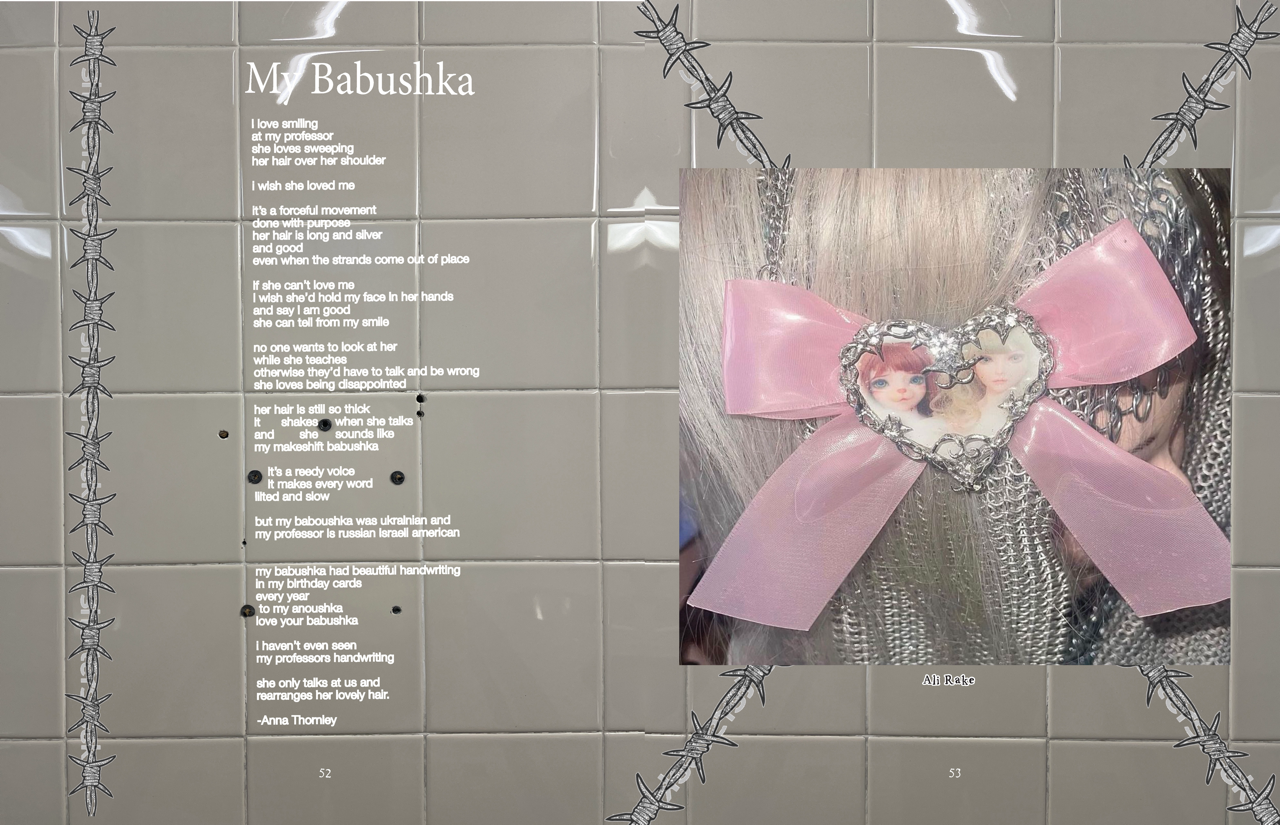 My Babushka
I love smiling
at my professor
she loves sweeping
her hair over her shoulder
I wish she loved me
it's a forceful movement
done with purpose
her hair is long and silver
and good
even when the strands come out of place
if she can't love me
I wish she'd hold my face in her hands
and say I am good
she can tell from my smile
no one wants to look at her
while she teaches
otherwise they'd have to talk and be wrong
she loves being disappointed
her hair is still so thick
it shakes when she talks
and she sounds like
my makeshift babushka
It's a reedy voice
It makes every word
lilted and slow
but my baboushka was ukrainian and
my professor is russian israeli american
my babushka had beautiful handwriting
in my birthday cards
every year
to my anoushka
love your babushka
I haven't even seen
my professors handwriting
she only talks at us and
rearranges her lovely hair.
-Anna Thornley
52
Ali Rake
53